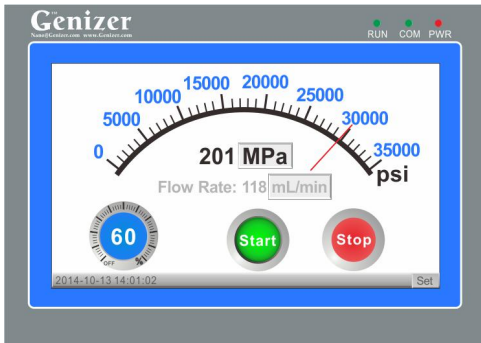 Genizer™
Name@Genizer.com www.Genizer.com
RUN COM PWR
0 5000 10000 15000 20000 25000 30000 35000
psi
201 MPa
Flow Rate: 118 mL/min
60
OFF %
Start
Stop
2014-10-13 14:01:02 Set